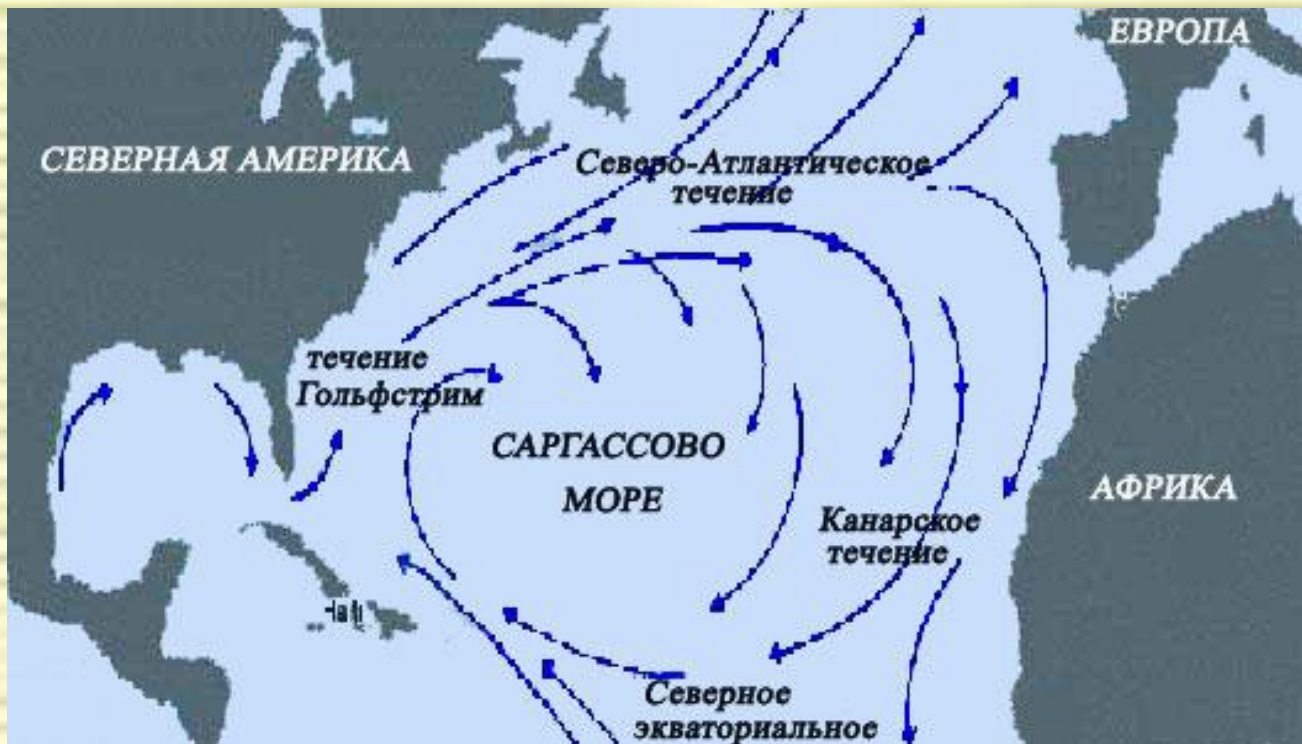 ЕВРОПА
СЕВЕРНАЯ АМЕРИКА
Северо-Атлантическое
течение
течение
Гольфстрим
САРГАССОВО
МОРЕ
АФРИКА
Канарское
течение
Северное
экваториальное